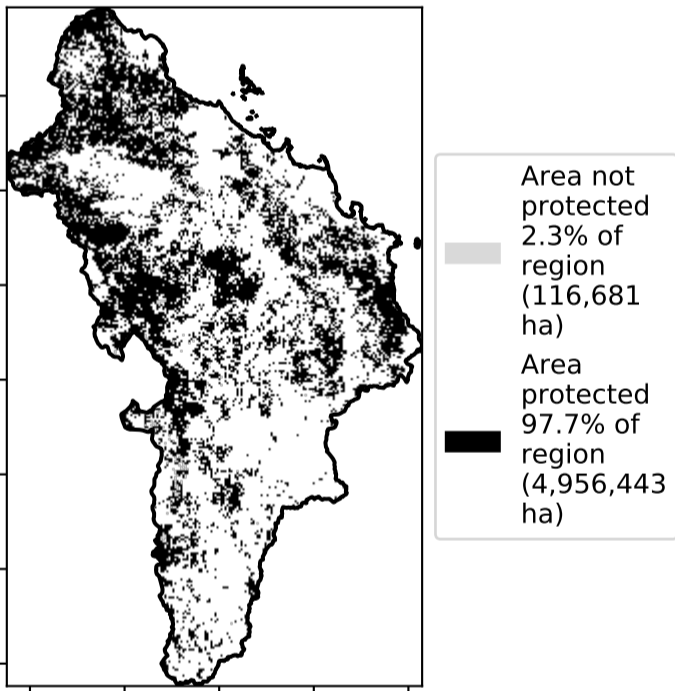 Area not
protected
2.3% of
region
(116,681
ha)
Area
protected
97.7% of
region
(4,956,443
ha)